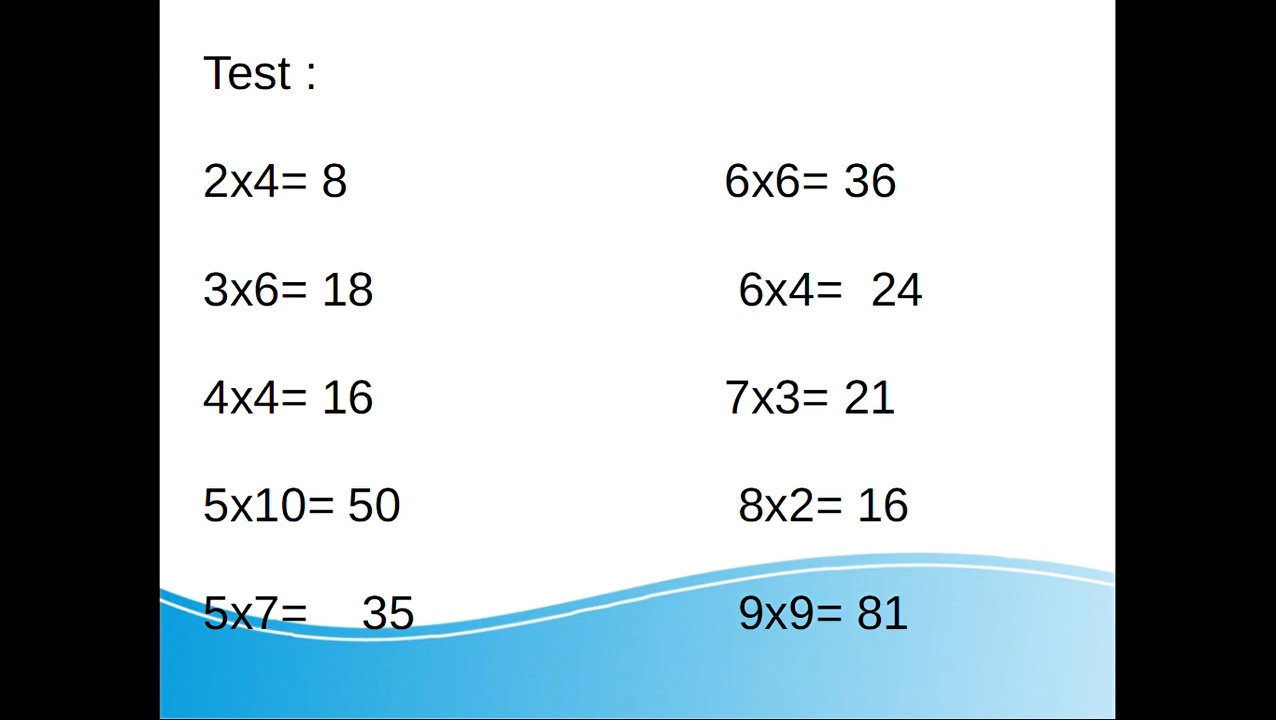 Test :
2x4= 8
3x6= 18
4x4= 16
5x10= 50
5x7= 35
6x6= 36
6x4= 24
7x3= 21
8x2= 16
9x9= 81